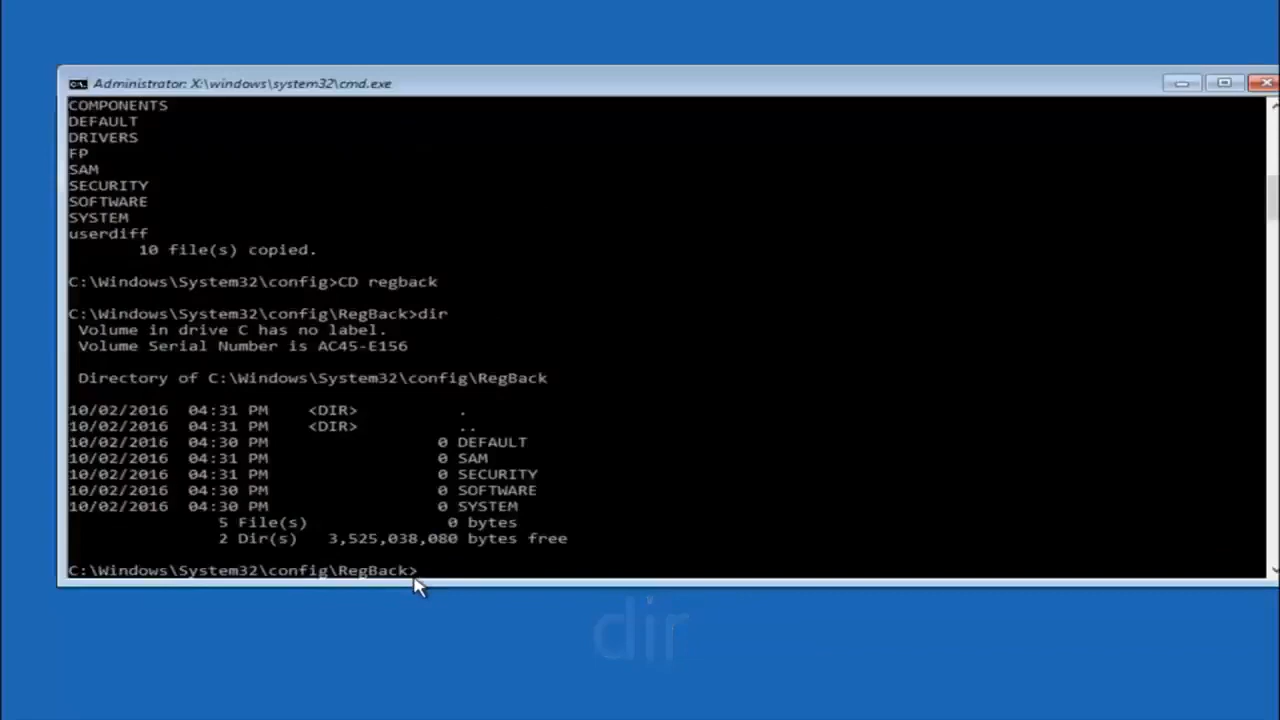 Administrator: X:\windows\system32\cmd.exe
COMPONENTS
DEFAULT
DRIVERS
FP
SAM
SECURITY
SOFTWARE
SYSTEM
userdiff
10 file(s) copied.
C:\Windows\System32\config>CD regback
C:\Windows\System32\config\RegBack>dir
Volume in drive C has no label.
Volume Serial Number is AC45-E156
Directory of C:\Windows\System32\config\RegBack
10/02/2016 04:31 PM <DIR> .
10/02/2016 04:31 PM <DIR> ..
10/02/2016 04:30 PM 0 DEFAULT
10/02/2016 04:31 PM 0 SAM
10/02/2016 04:31 PM 0 SECURITY
10/02/2016 04:30 PM 0 SOFTWARE
10/02/2016 04:30 PM 0 SYSTEM
5 File(s) 0 bytes
2 Dir(s) 3,525,038,080 bytes free
C:\Windows\System32\config\RegBack>
dir